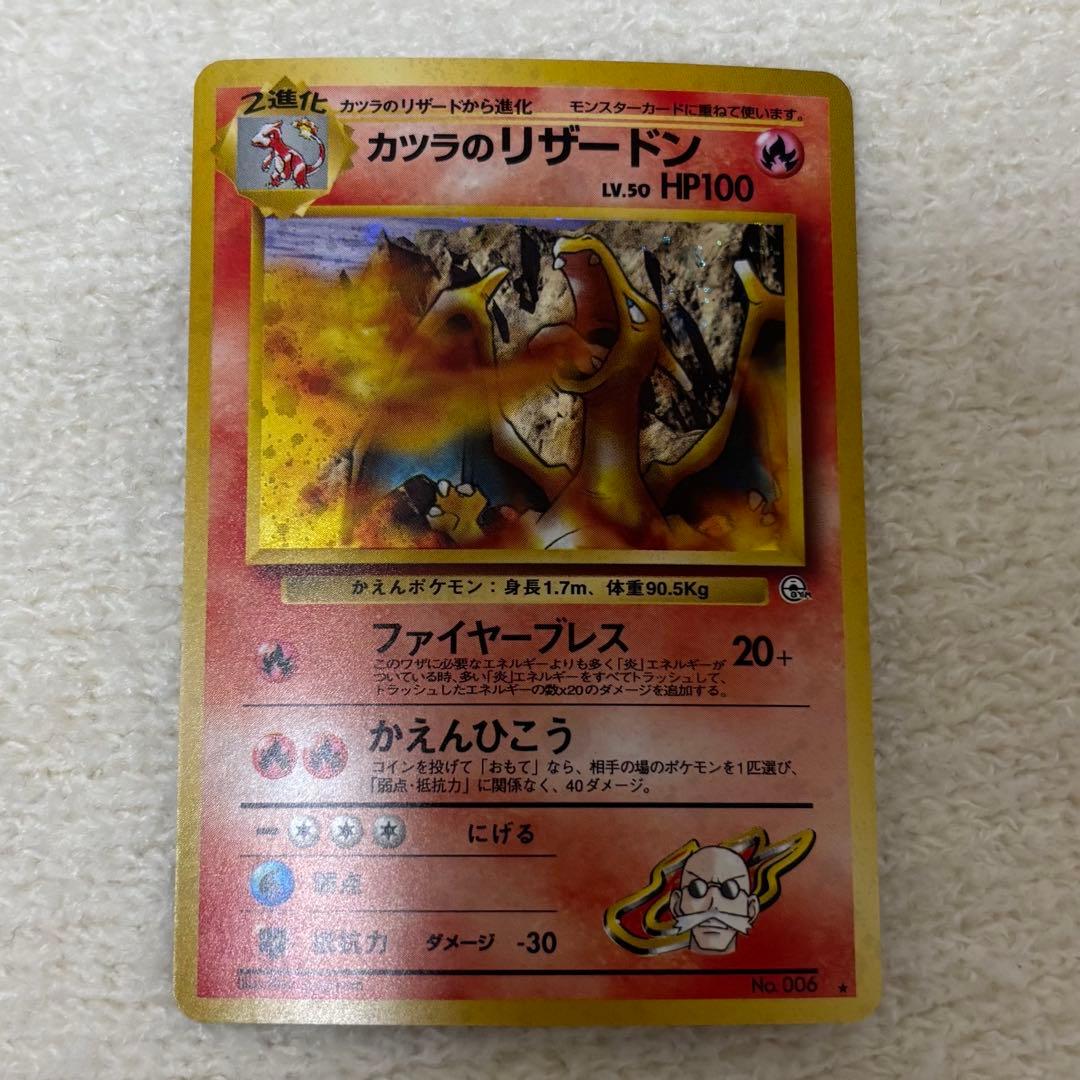 2進化
カツラのリザードから進化
モンスターカードに重ねて使います。
カツラのリザードン
LV.50 HP100
かえんポケモン：身長1.7m、体重90.5Kg
GYM
ファイヤーブレス 20+
このワザに必要なエネルギーよりも多く「炎」エネルギーが
ついている時、多い「炎」エネルギーをすべてトラッシュして、
トラッシュしたエネルギーの数x20のダメージを追加する。
かえんひこう
コインを投げて「おもて」なら、相手の場のポケモンを1匹選び、
「弱点・抵抗力」に関係なく、40ダメージ。
ー にげる
弱点
抵抗力 ダメージ -30
No. 006 ★